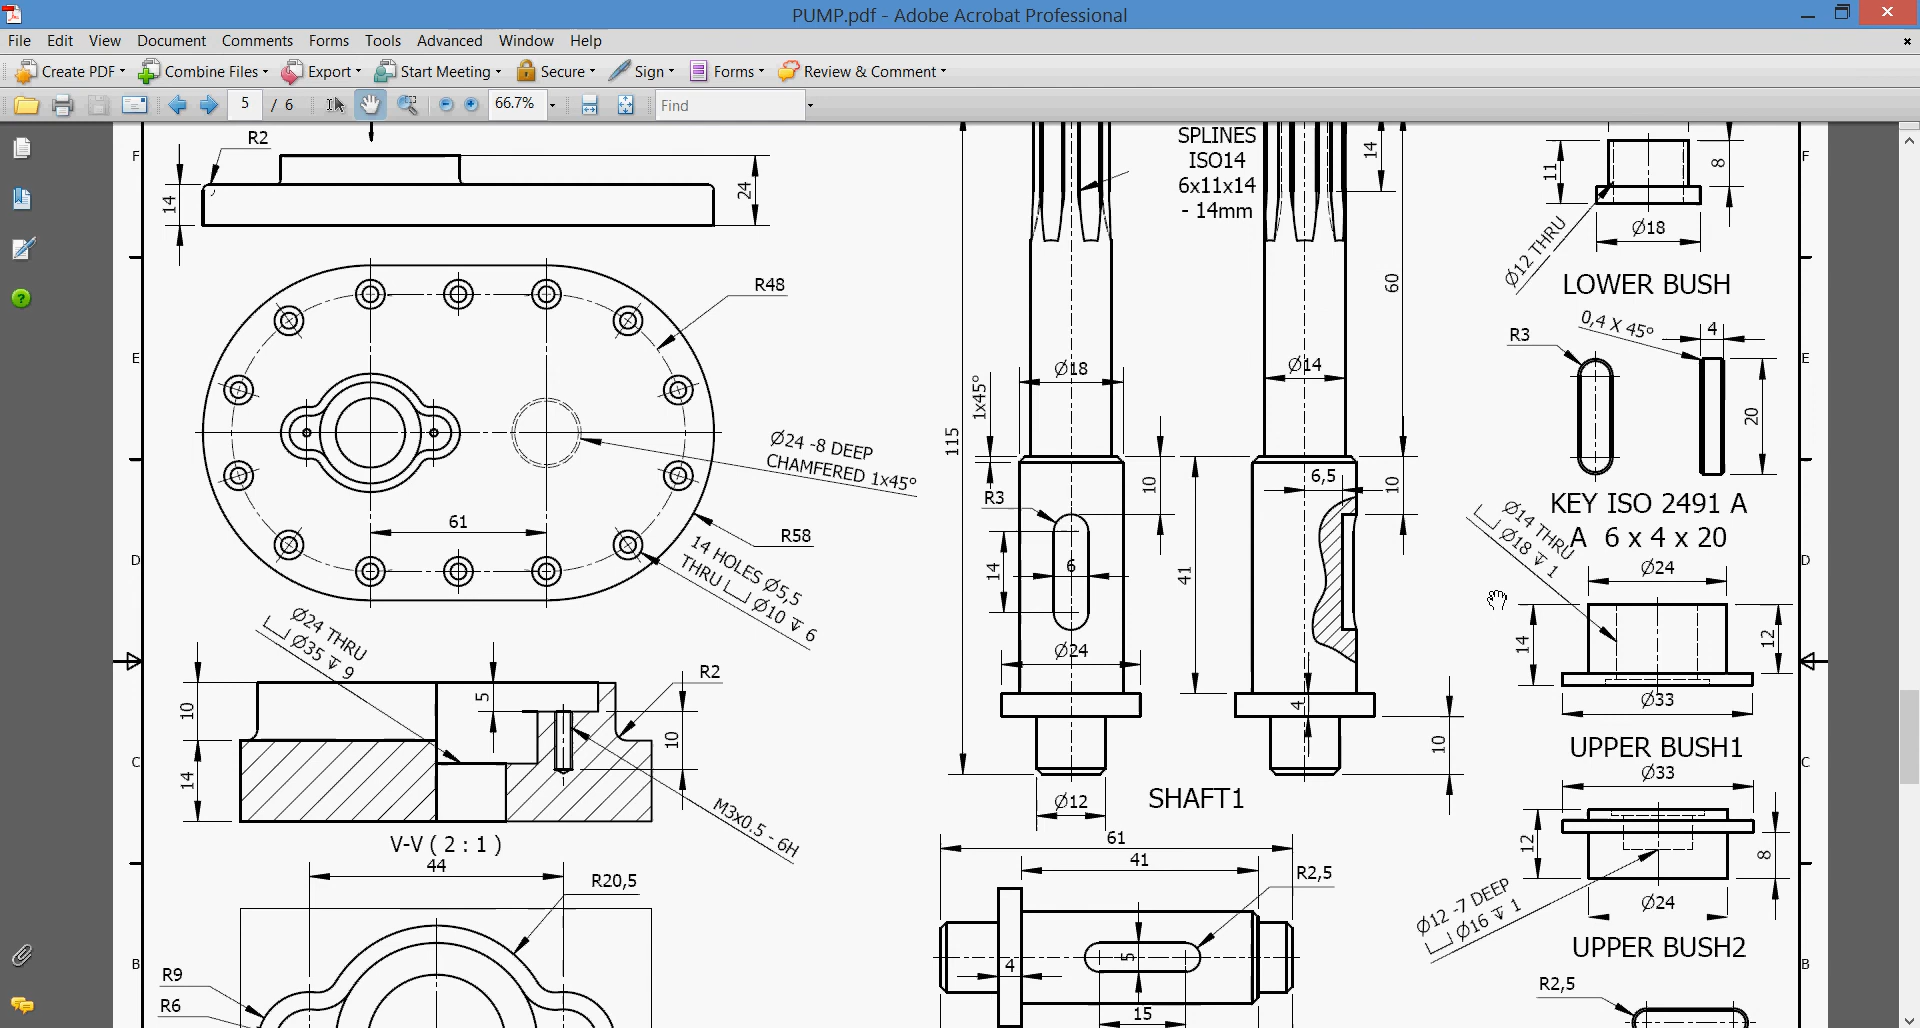 PUMP.pdf - Adobe Acrobat Professional
File Edit View Document Comments Forms Tools Advanced Window Help
Create PDF Combine Files Export Start Meeting Secure Sign Forms Review & Comment
5 / 6 66.7% Find
F
R2
14
24
SPLINES
ISO14
6x11x14
- 14mm
14
11
8
Ø12 THRU
Ø18
LOWER BUSH
F
E
R48
61
Ø24 -8 DEEP
CHAMFERED 1x45°
R58
14 HOLES Ø5,5
THRU ⌴ Ø10 ↧ 6
D
115
1x45°
Ø18
Ø14
60
R3
14
6
10
41
6,5
10
Ø24
4
10
Ø12
SHAFT1
0,4 X 45°
R3
4
20
E
KEY ISO 2491 A
A 6 x 4 x 20
Ø14 THRU
⌴ Ø18 ↧ 1
D
Ø24
14
12
Ø33
UPPER BUSH1
Ø24 THRU
⌴ Ø35 ↧ 9
10
14
5
R2
10
M3x0.5 - 6H
C
V-V ( 2 : 1 )
44
R20,5
R9
R6
B
61
41
R2,5
4
5
15
Ø33
C
12
8
Ø12 -7 DEEP
⌴ Ø16 ↧ 1
Ø24
UPPER BUSH2
R2,5
B